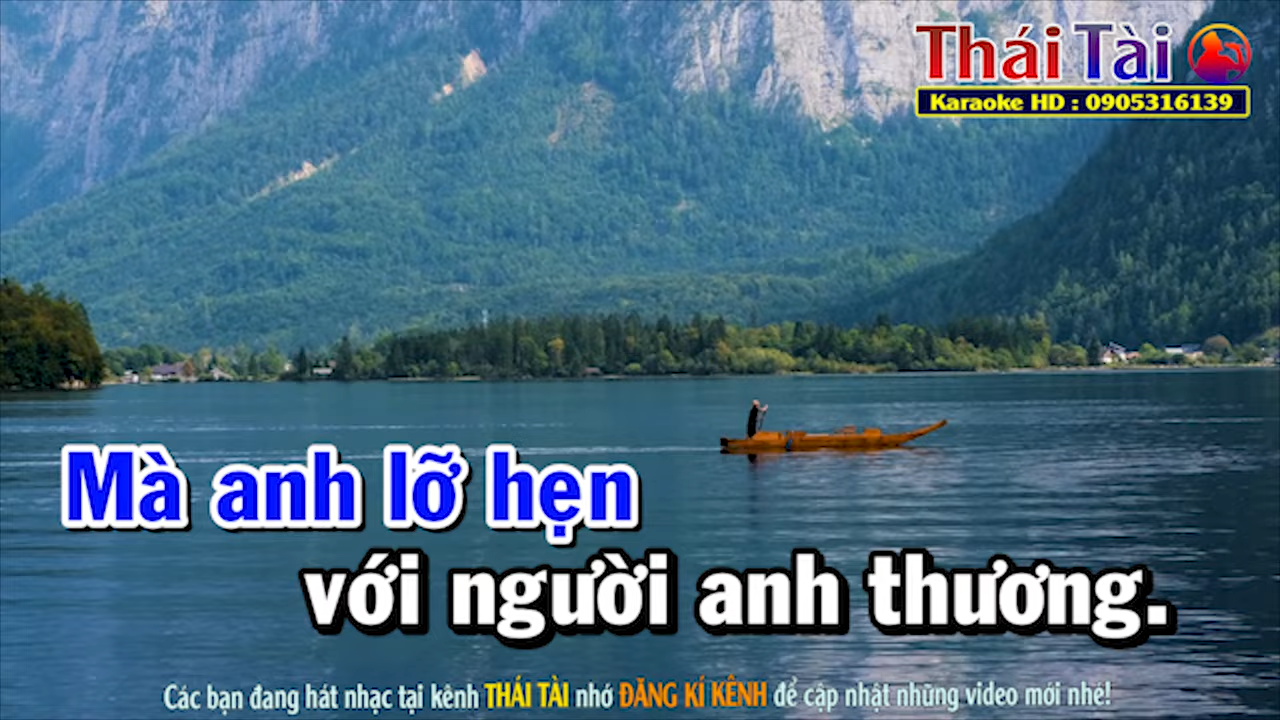 Thái Tài
Karaoke HD : 0905316139
Mà anh lỡ hẹn
với người anh thương.
Các bạn đang hát nhạc tại kênh THÁI TÀI nhớ ĐĂNG KÍ KÊNH để cập nhật những video mới nhé!